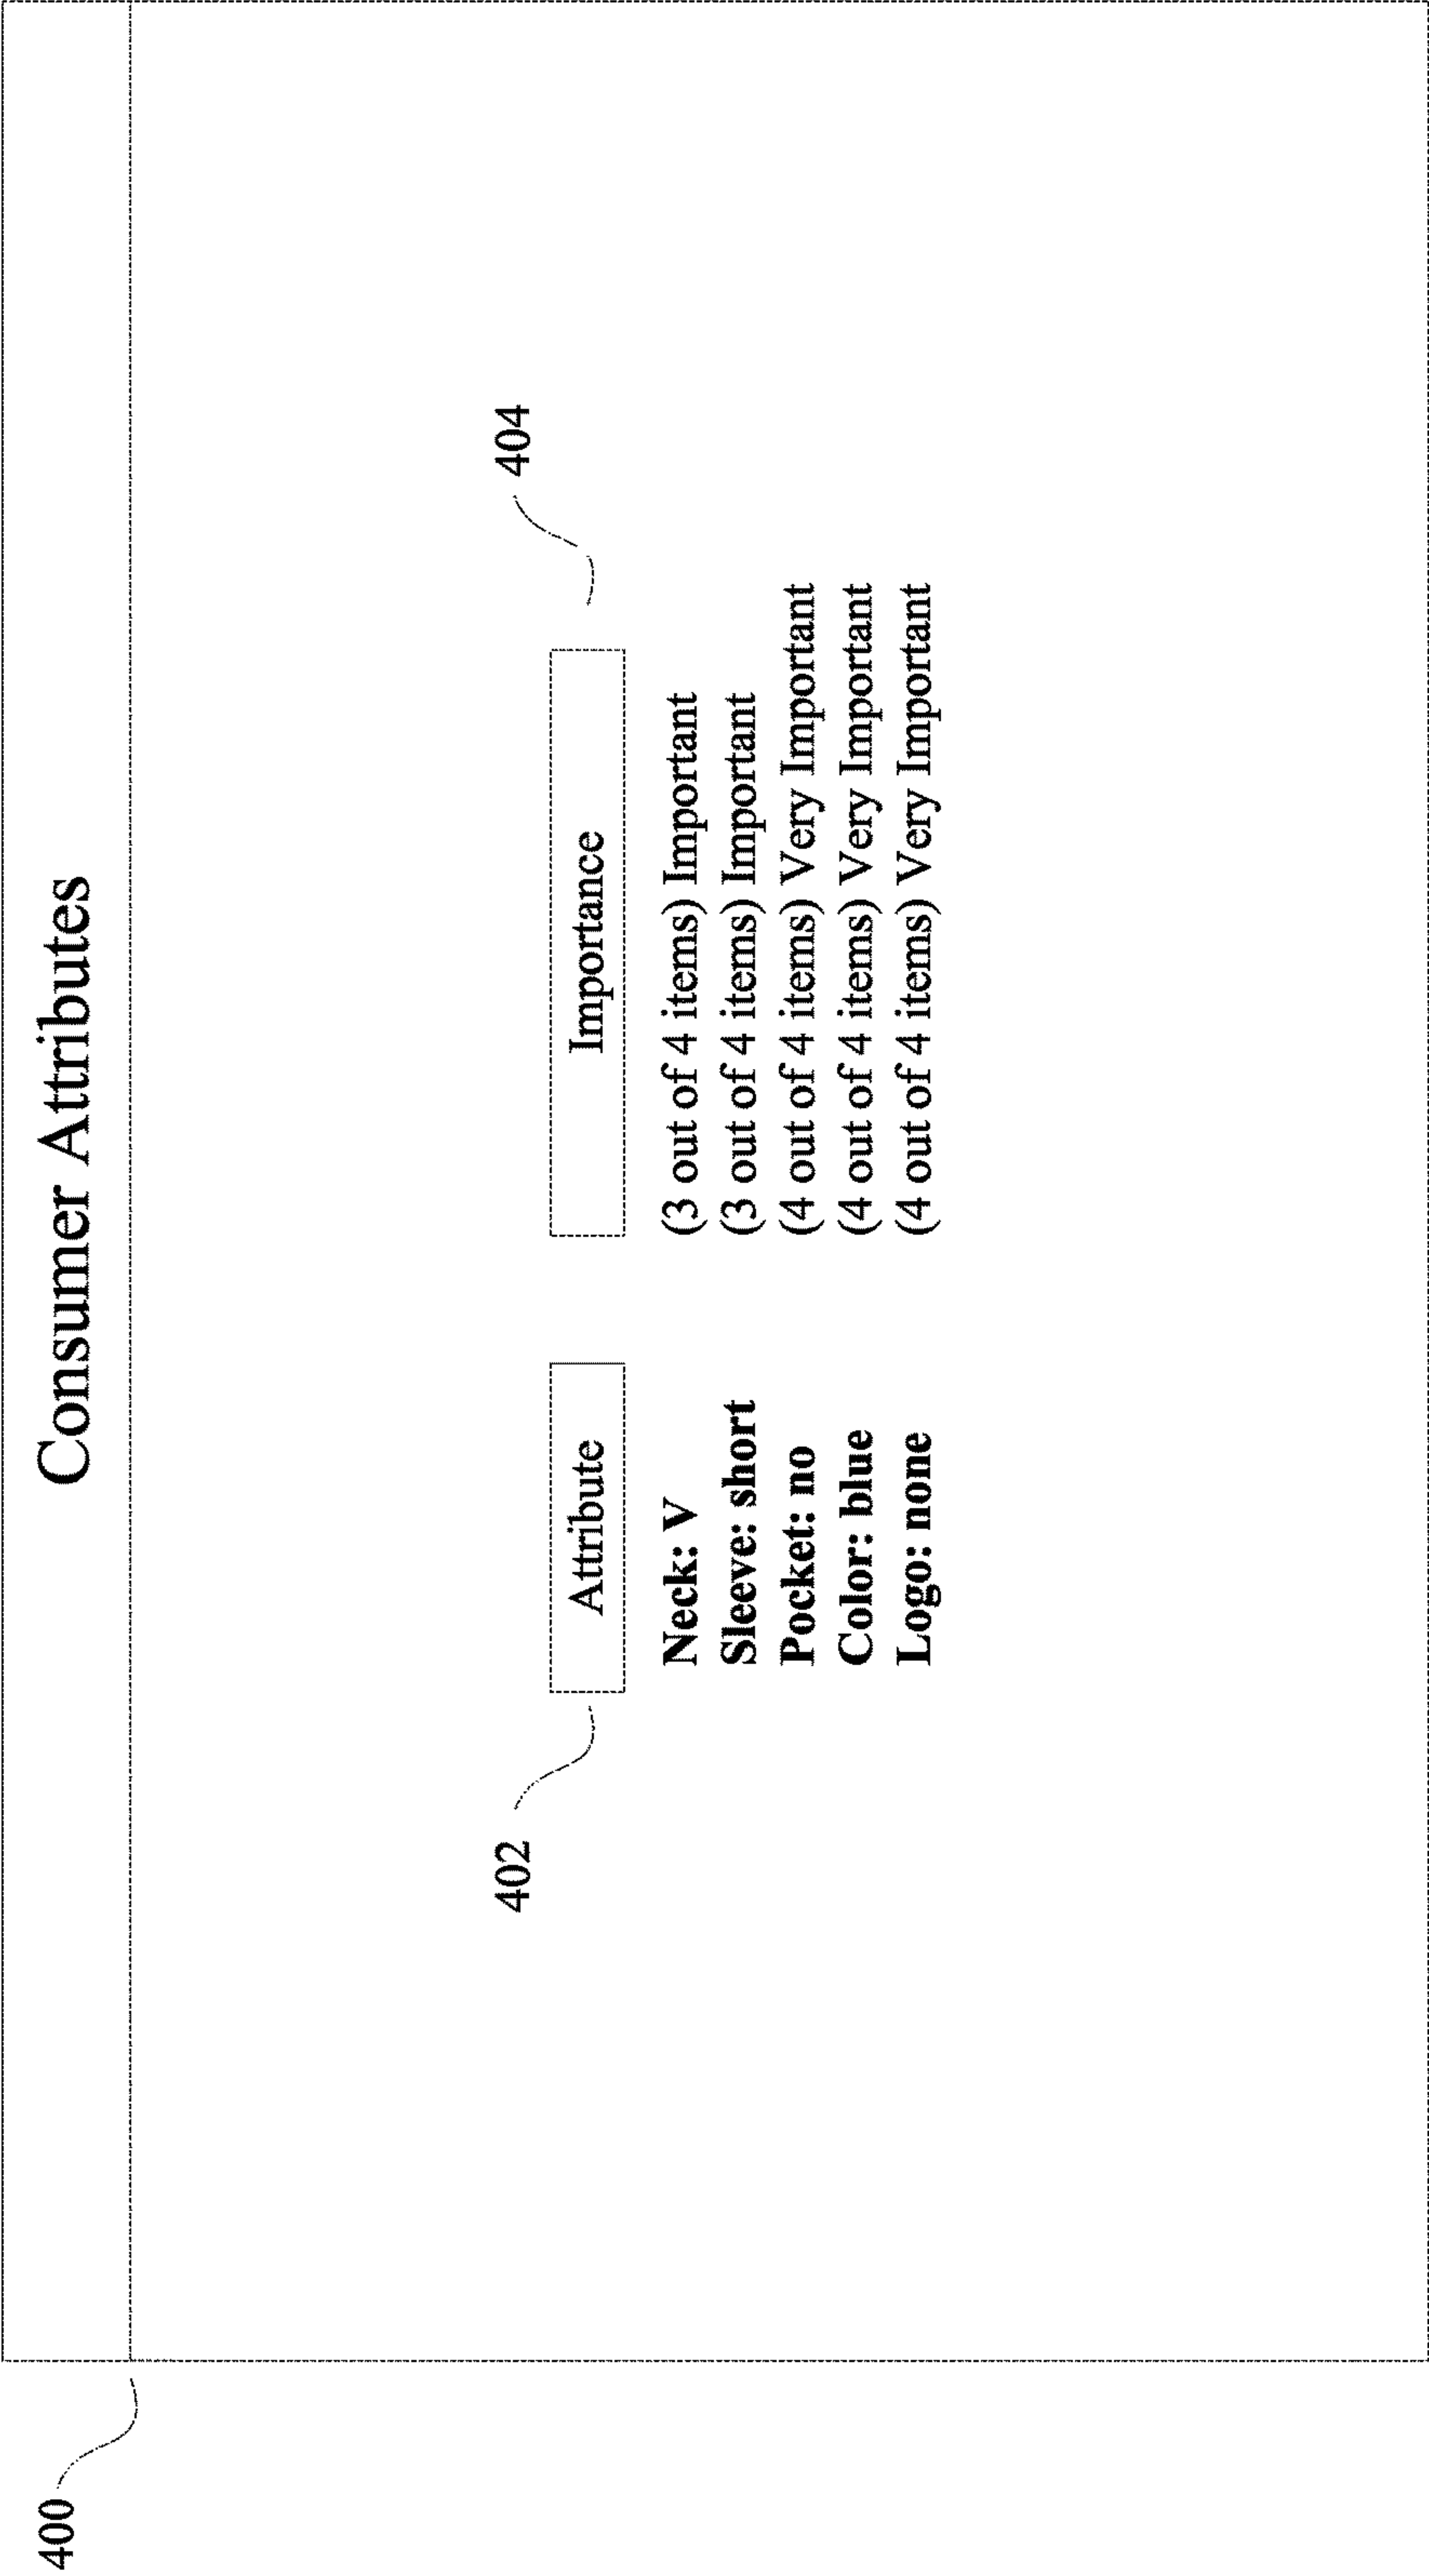 Consumer Attributes
400
402
404
Attribute
Importance
Neck: V
(3 out of 4 items) Important
Sleeve: short
(3 out of 4 items) Important
Pocket: no
(4 out of 4 items) Very Important
Color: blue
(4 out of 4 items) Very Important
Logo: none
(4 out of 4 items) Very Important